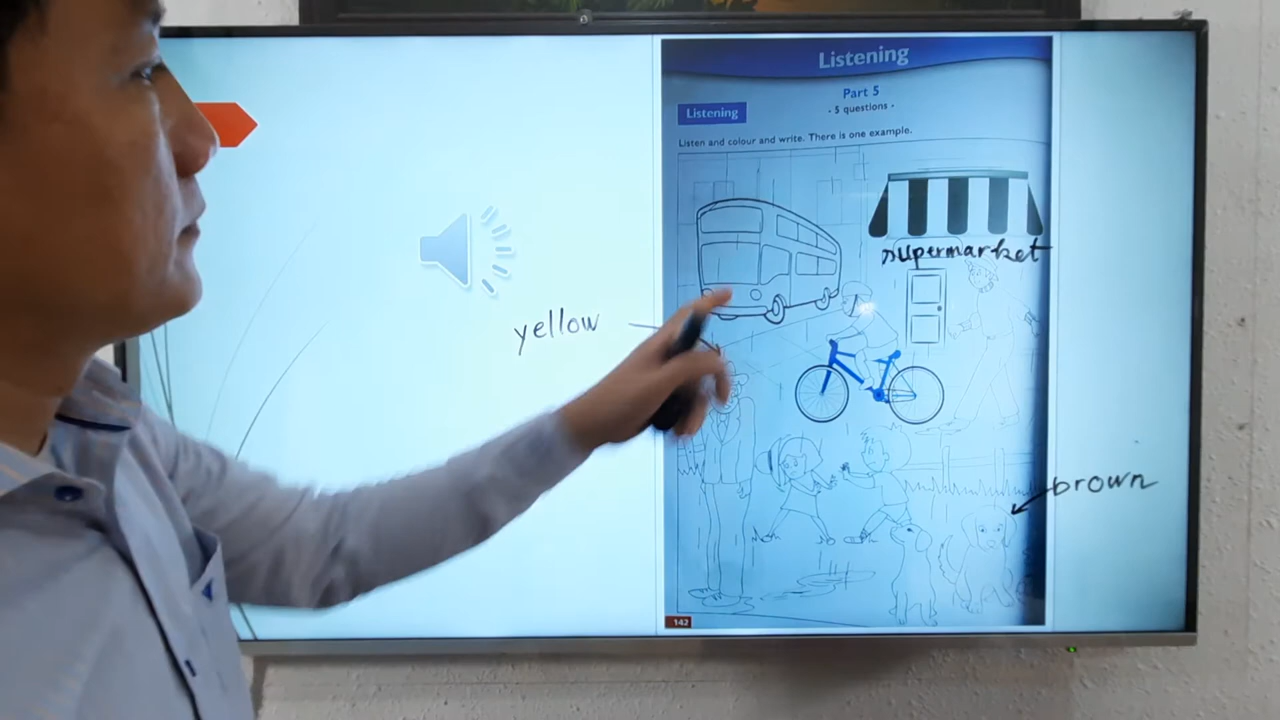 Listening
Part 5
- 5 questions -
Listening
Listen and colour and write. There is one example.
supermarket
yellow
brown
142